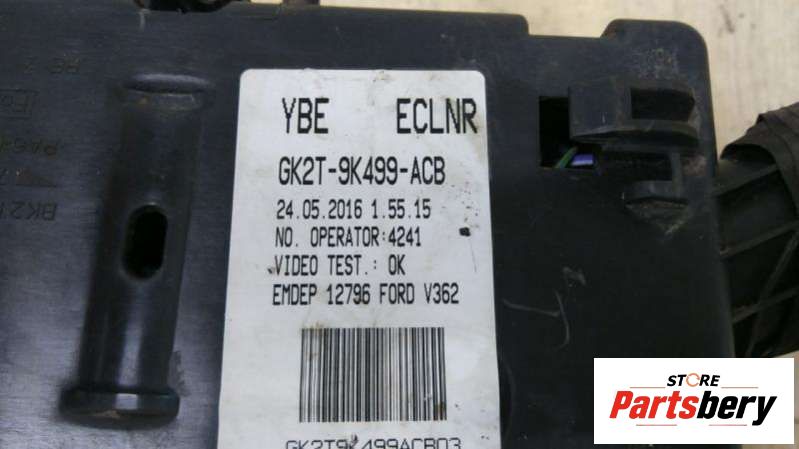 YBE ECLNR
GK2T-9K499-ACB
24.05.2016 1.55.15
NO. OPERATOR:4241
VIDEO TEST.: OK
EMDEP 12796 FORD V362
GK2T9K499ACB03
STORE
Partsbery